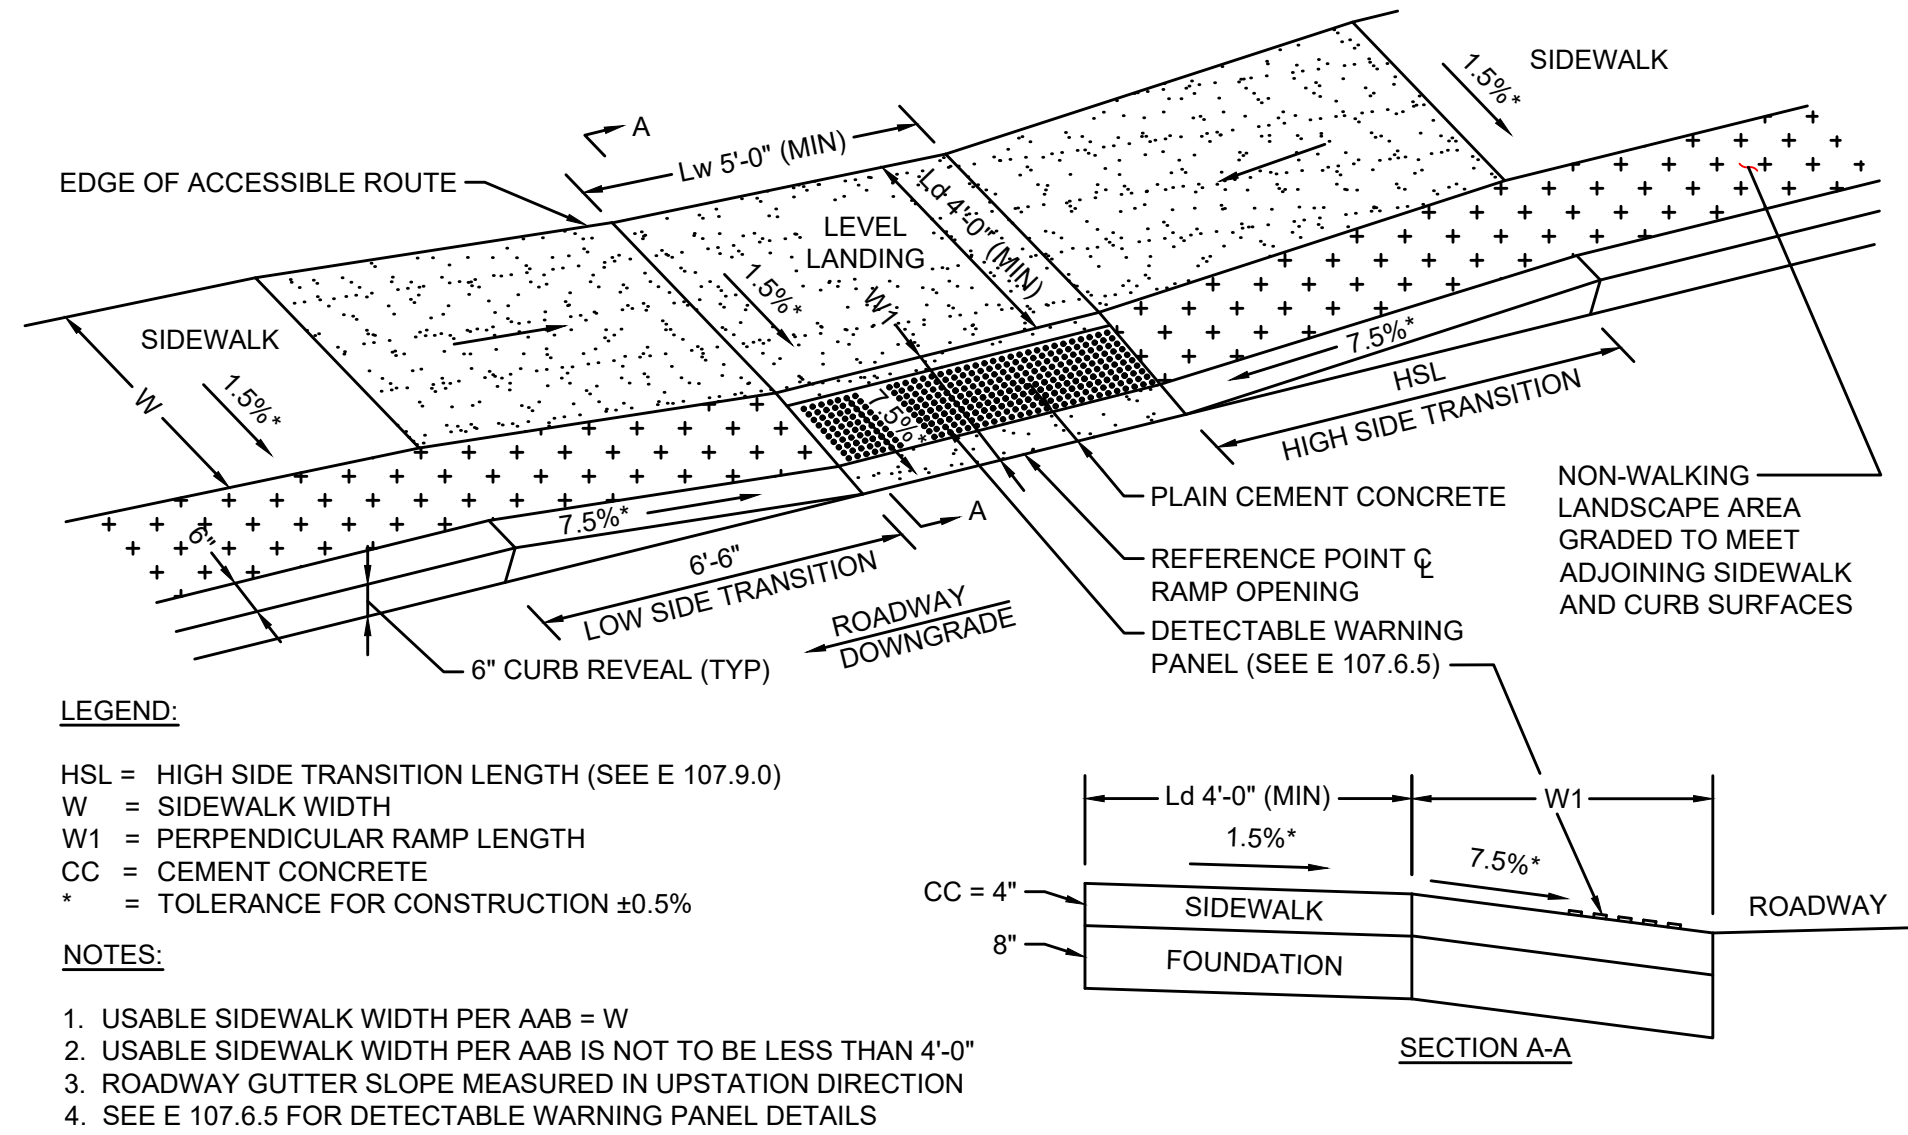 SIDEWALK
1.5%*
A
Lw 5'-0" (MIN)
EDGE OF ACCESSIBLE ROUTE
Ld 4'-0" (MIN)
LEVEL
LANDING
1.5%*
W1
SIDEWALK
W
1.5%*
7.5%*
HSL
HIGH SIDE TRANSITION
7.5%*
6"
7.5%*
A
6'-6"
LOW SIDE TRANSITION
ROADWAY
DOWNGRADE
PLAIN CEMENT CONCRETE
REFERENCE POINT ℄
RAMP OPENING
DETECTABLE WARNING
PANEL (SEE E 107.6.5)
NON-WALKING
LANDSCAPE AREA
GRADED TO MEET
ADJOINING SIDEWALK
AND CURB SURFACES
6" CURB REVEAL (TYP)
LEGEND:
HSL = HIGH SIDE TRANSITION LENGTH (SEE E 107.9.0)
W = SIDEWALK WIDTH
W1 = PERPENDICULAR RAMP LENGTH
CC = CEMENT CONCRETE
* = TOLERANCE FOR CONSTRUCTION ±0.5%
NOTES:
1. USABLE SIDEWALK WIDTH PER AAB = W
2. USABLE SIDEWALK WIDTH PER AAB IS NOT TO BE LESS THAN 4'-0"
3. ROADWAY GUTTER SLOPE MEASURED IN UPSTATION DIRECTION
4. SEE E 107.6.5 FOR DETECTABLE WARNING PANEL DETAILS
Ld 4'-0" (MIN)
W1
1.5%*
7.5%*
CC = 4"
SIDEWALK
ROADWAY
8"
FOUNDATION
SECTION A-A